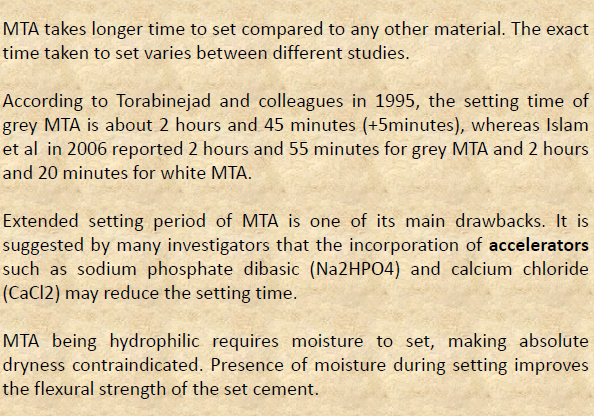 MTA takes longer time to set compared to any other material. The exact
time taken to set varies between different studies.
According to Torabinejad and colleagues in 1995, the setting time of
grey MTA is about 2 hours and 45 minutes (+5minutes), whereas Islam
et al in 2006 reported 2 hours and 55 minutes for grey MTA and 2 hours
and 20 minutes for white MTA.
Extended setting period of MTA is one of its main drawbacks. It is
suggested by many investigators that the incorporation of accelerators
such as sodium phosphate dibasic (Na2HPO4) and calcium chloride
(CaCl2) may reduce the setting time.
MTA being hydrophilic requires moisture to set, making absolute
dryness contraindicated. Presence of moisture during setting improves
the flexural strength of the set cement.